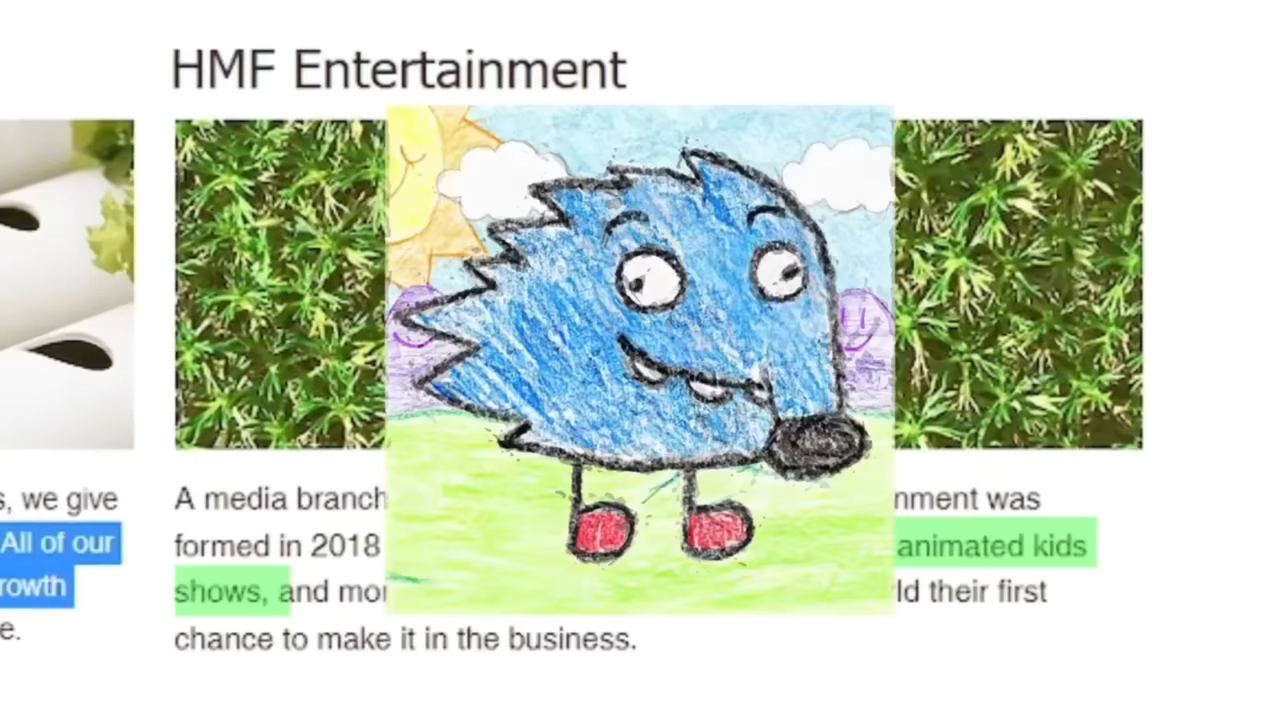 HMF Entertainment
s, we give
All of our
rowth
e.
A media branch nment was
formed in 2018 animated kids
shows, and mo ld their first
chance to make it in the business.